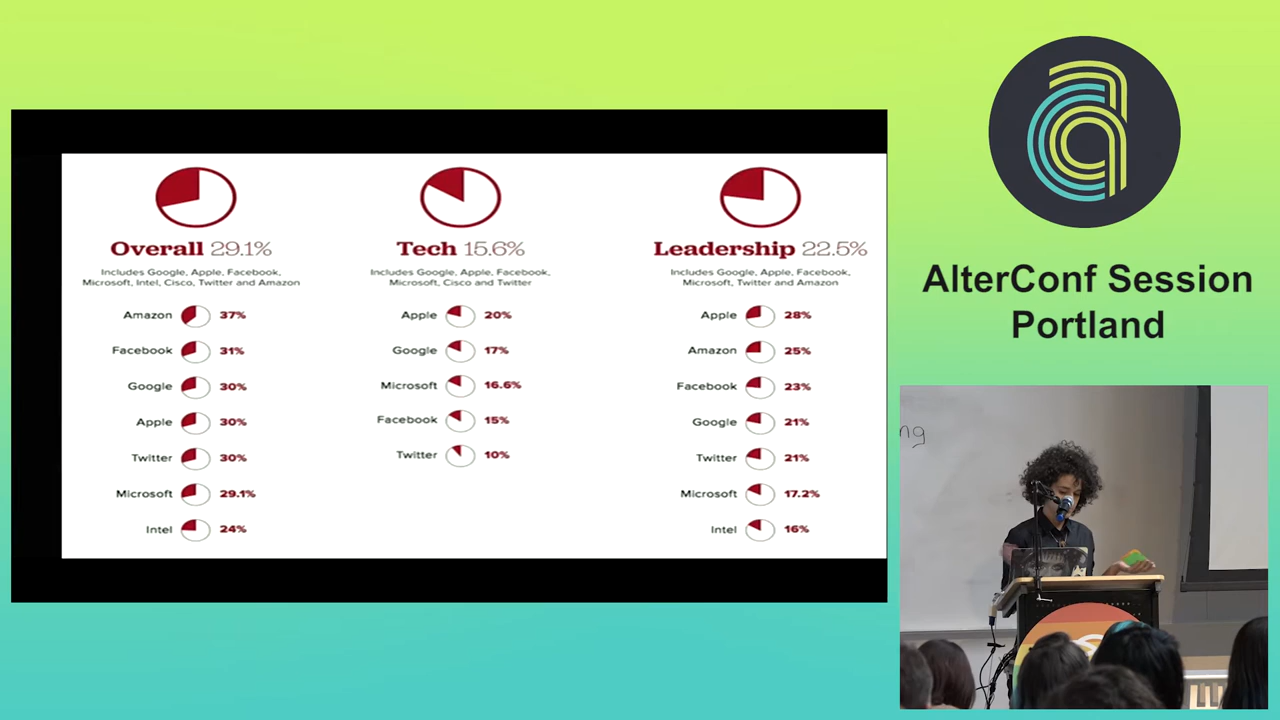 Overall 29.1%
Includes Google, Apple, Facebook,
Microsoft, Intel, Cisco, Twitter and Amazon
Amazon 37%
Facebook 31%
Google 30%
Apple 30%
Twitter 30%
Microsoft 29.1%
Intel 24%
Tech 15.6%
Includes Google, Apple, Facebook,
Microsoft, Cisco and Twitter
Apple 20%
Google 17%
Microsoft 16.6%
Facebook 15%
Twitter 10%
Leadership 22.5%
Includes Google, Apple, Facebook,
Microsoft, Twitter and Amazon
Apple 28%
Amazon 25%
Facebook 23%
Google 21%
Twitter 21%
Microsoft 17.2%
Intel 16%
AlterConf Session
Portland
ng